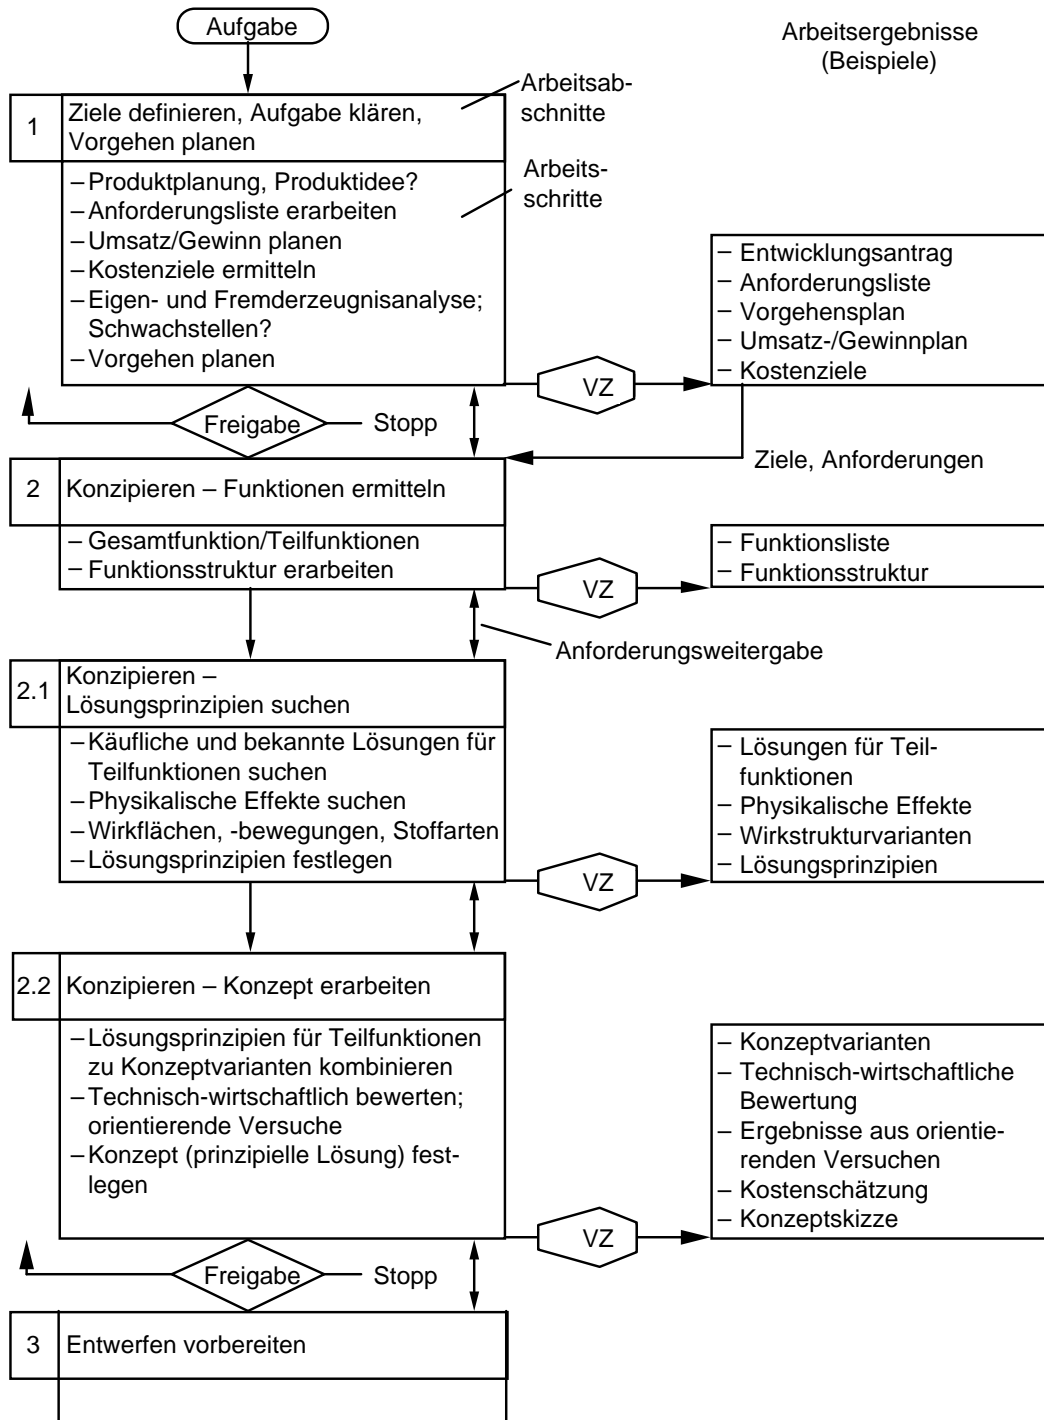 Aufgabe
Arbeitsergebnisse
(Beispiele)
Arbeitsab-
schnitte
1
Ziele definieren, Aufgabe klären,
Vorgehen planen
Arbeits-
schritte
– Produktplanung, Produktidee?
– Anforderungsliste erarbeiten
– Umsatz/Gewinn planen
– Kostenziele ermitteln
– Eigen- und Fremderzeugnisanalyse;
Schwachstellen?
– Vorgehen planen
VZ
– Entwicklungsantrag
– Anforderungsliste
– Vorgehensplan
– Umsatz-/Gewinnplan
– Kostenziele
Freigabe
Stopp
Ziele, Anforderungen
2
Konzipieren – Funktionen ermitteln
– Gesamtfunktion/Teilfunktionen
– Funktionsstruktur erarbeiten
VZ
– Funktionsliste
– Funktionsstruktur
Anforderungsweitergabe
2.1
Konzipieren –
Lösungsprinzipien suchen
– Käufliche und bekannte Lösungen für
Teilfunktionen suchen
– Physikalische Effekte suchen
– Wirkflächen, -bewegungen, Stoffarten
– Lösungsprinzipien festlegen
VZ
– Lösungen für Teil-
funktionen
– Physikalische Effekte
– Wirkstrukturvarianten
– Lösungsprinzipien
2.2
Konzipieren – Konzept erarbeiten
– Lösungsprinzipien für Teilfunktionen
zu Konzeptvarianten kombinieren
– Technisch-wirtschaftlich bewerten;
orientierende Versuche
– Konzept (prinzipielle Lösung) fest-
legen
VZ
– Konzeptvarianten
– Technisch-wirtschaftliche
Bewertung
– Ergebnisse aus orientie-
renden Versuchen
– Kostenschätzung
– Konzeptskizze
Freigabe
Stopp
3
Entwerfen vorbereiten